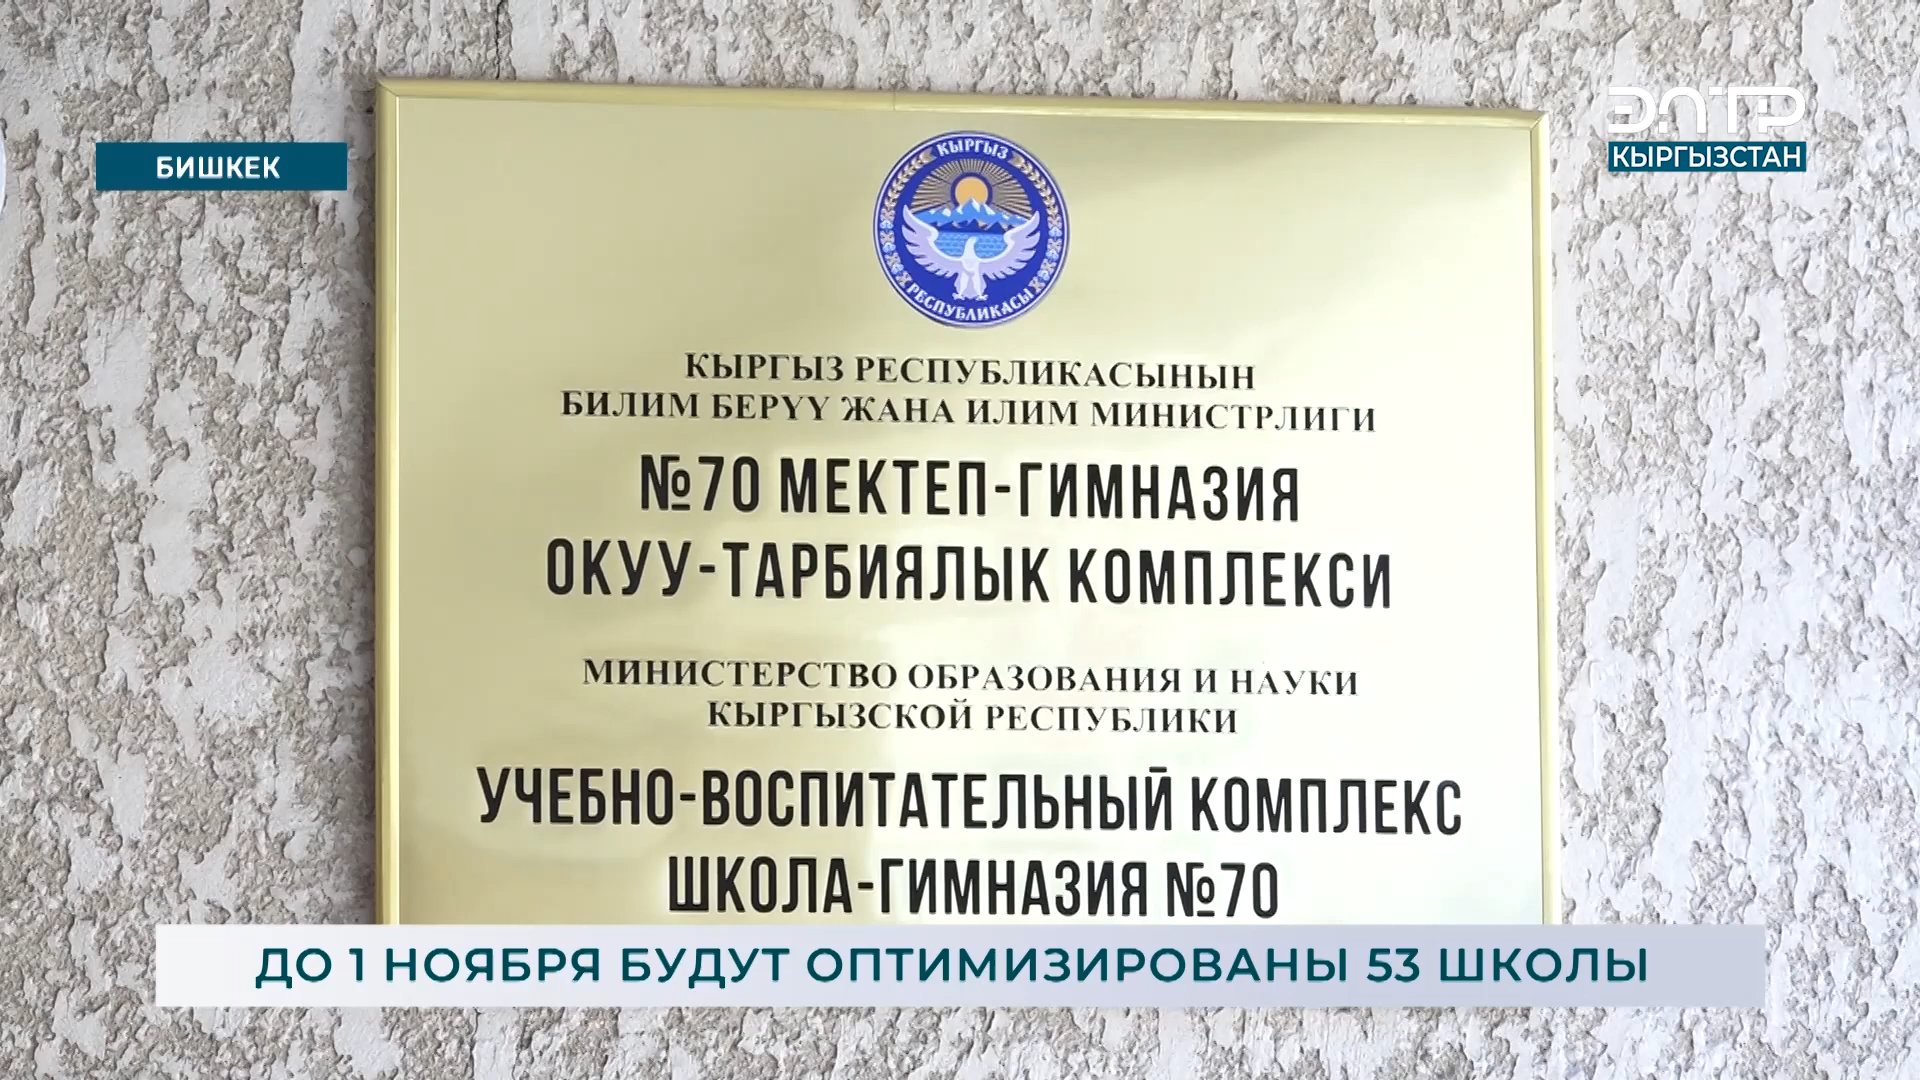 ЭЛТР
КЫРГЫЗСТАН
БИШКЕК
КЫРГЫЗ
РЕСПУБЛИКАСЫ
КЫРГЫЗ РЕСПУБЛИКАСЫНЫН
БИЛИМ БЕРҮҮ ЖАНА ИЛИМ МИНИСТРЛИГИ
№70 МЕКТЕП-ГИМНАЗИЯ
ОКУУ-ТАРБИЯЛЫК КОМПЛЕКСИ
МИНИСТЕРСТВО ОБРАЗОВАНИЯ И НАУКИ
КЫРГЫЗСКОЙ РЕСПУБЛИКИ
УЧЕБНО-ВОСПИТАТЕЛЬНЫЙ КОМПЛЕКС
ШКОЛА-ГИМНАЗИЯ №70
ДО 1 НОЯБРЯ БУДУТ ОПТИМИЗИРОВАНЫ 53 ШКОЛЫ